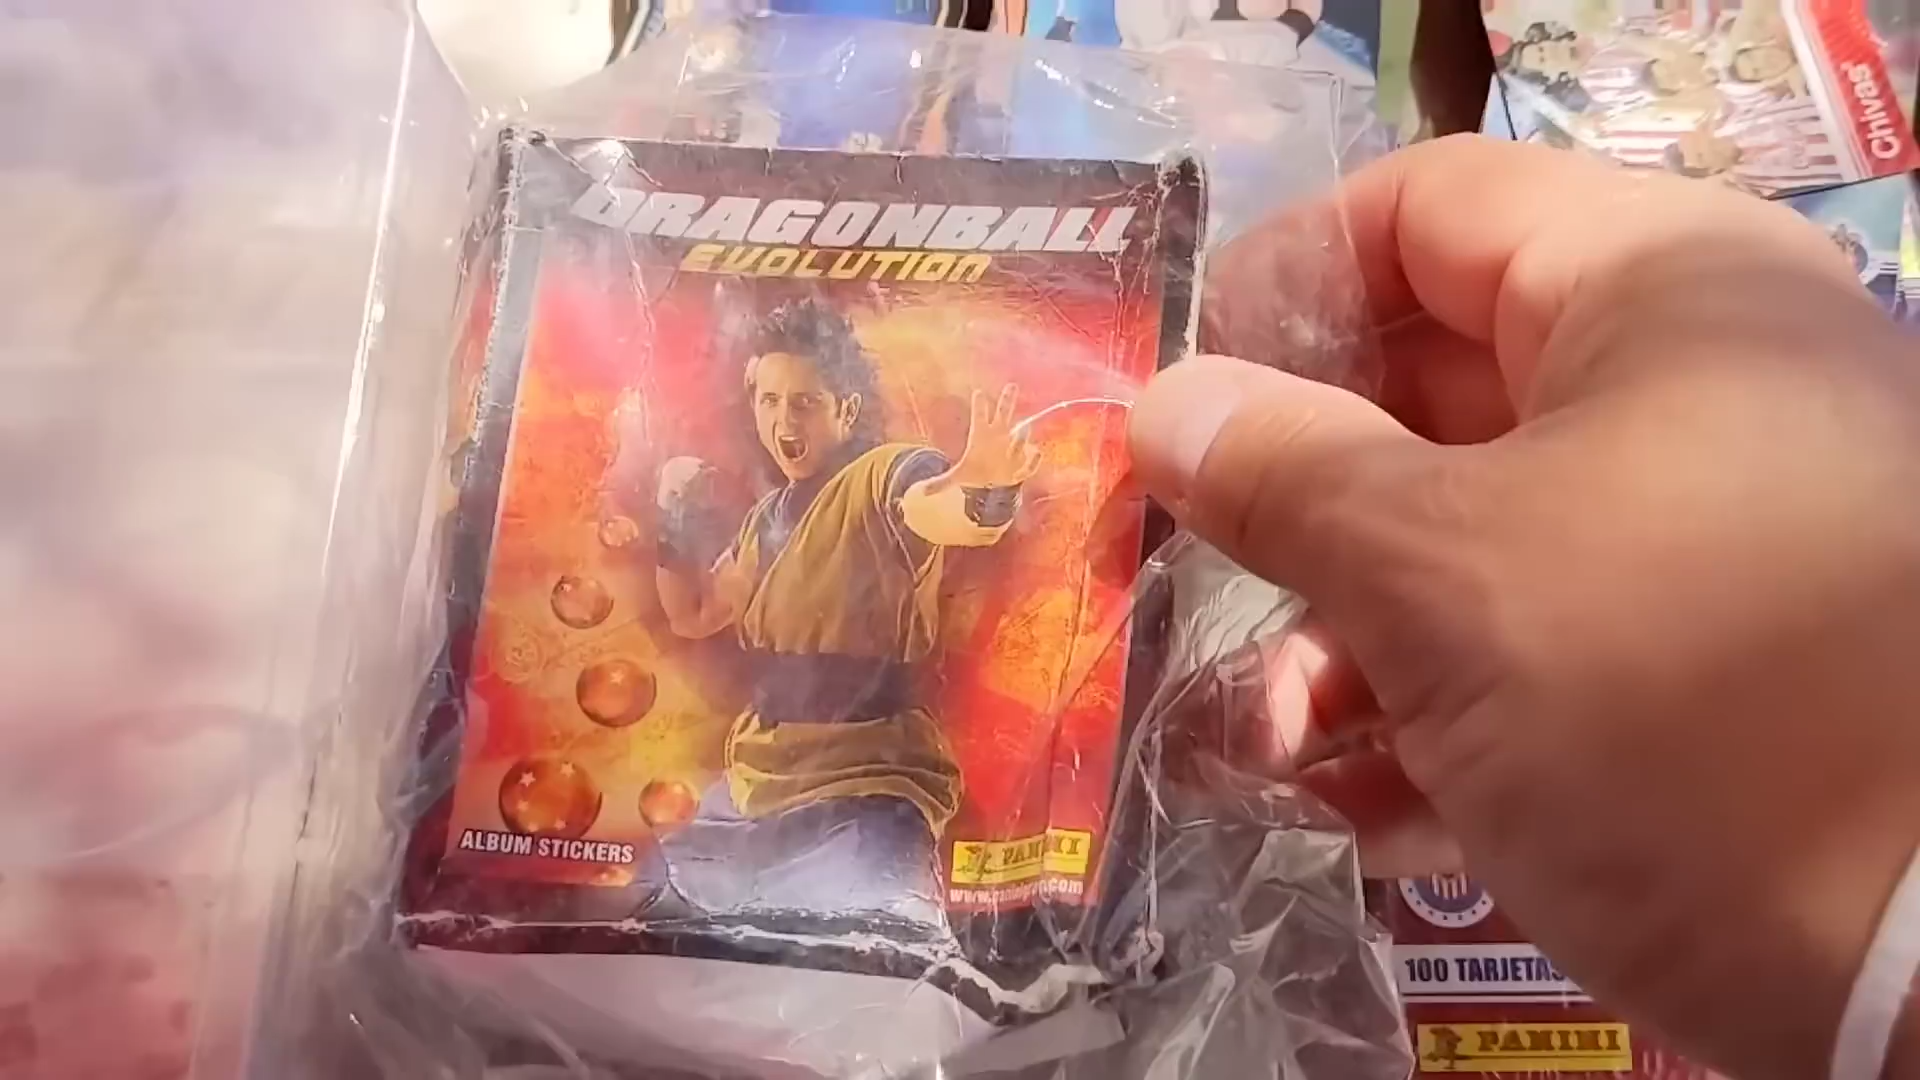 Chivas
DRAGONBALL
EVOLUTION
ALBUM STICKERS
PANINI
100 TARJETAS
PANINI